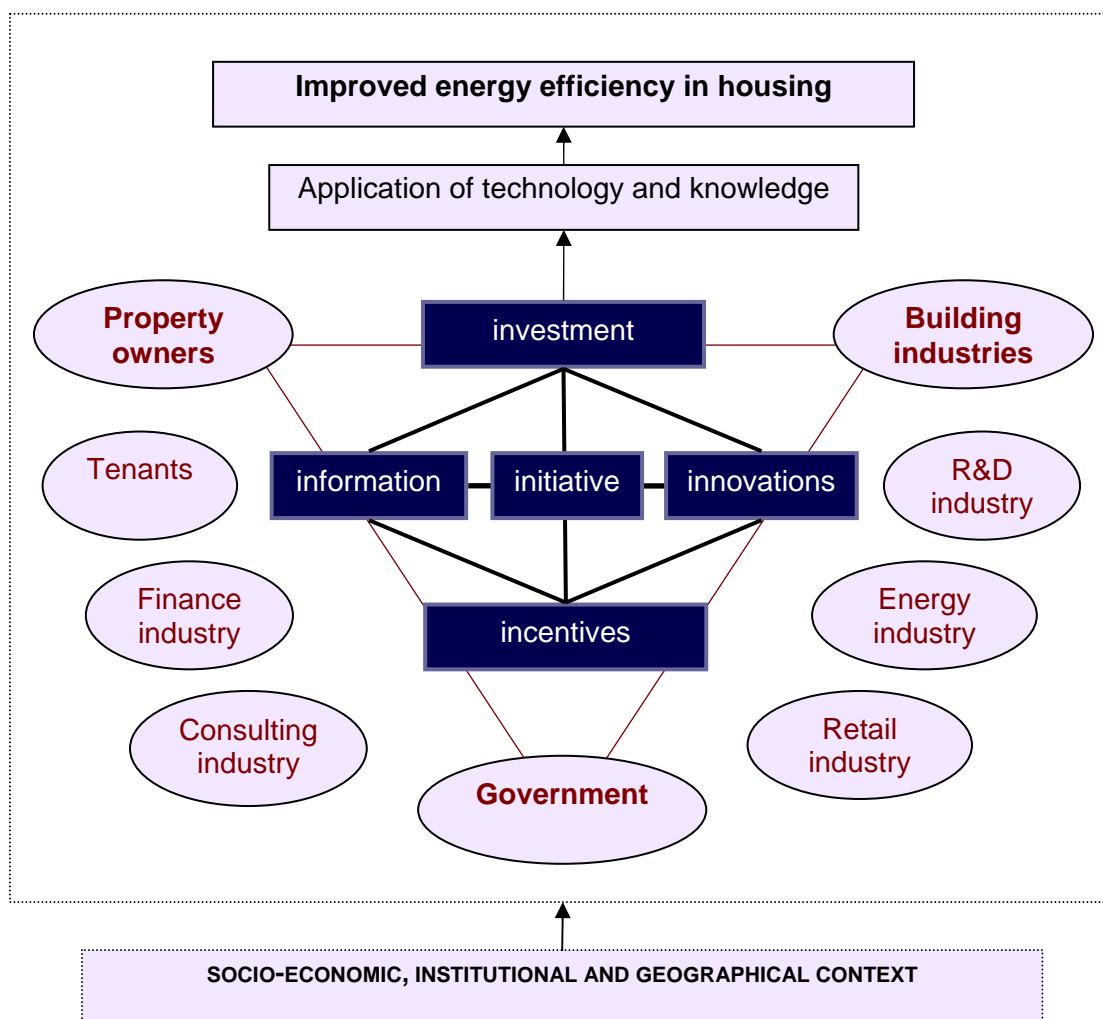 Improved energy efficiency in housing
Application of technology and knowledge
Property
owners
investment
Building
industries
Tenants
information
initiative
innovations
R&D
industry
Finance
industry
incentives
Energy
industry
Consulting
industry
Government
Retail
industry
SOCIO-ECONOMIC, INSTITUTIONAL AND GEOGRAPHICAL CONTEXT